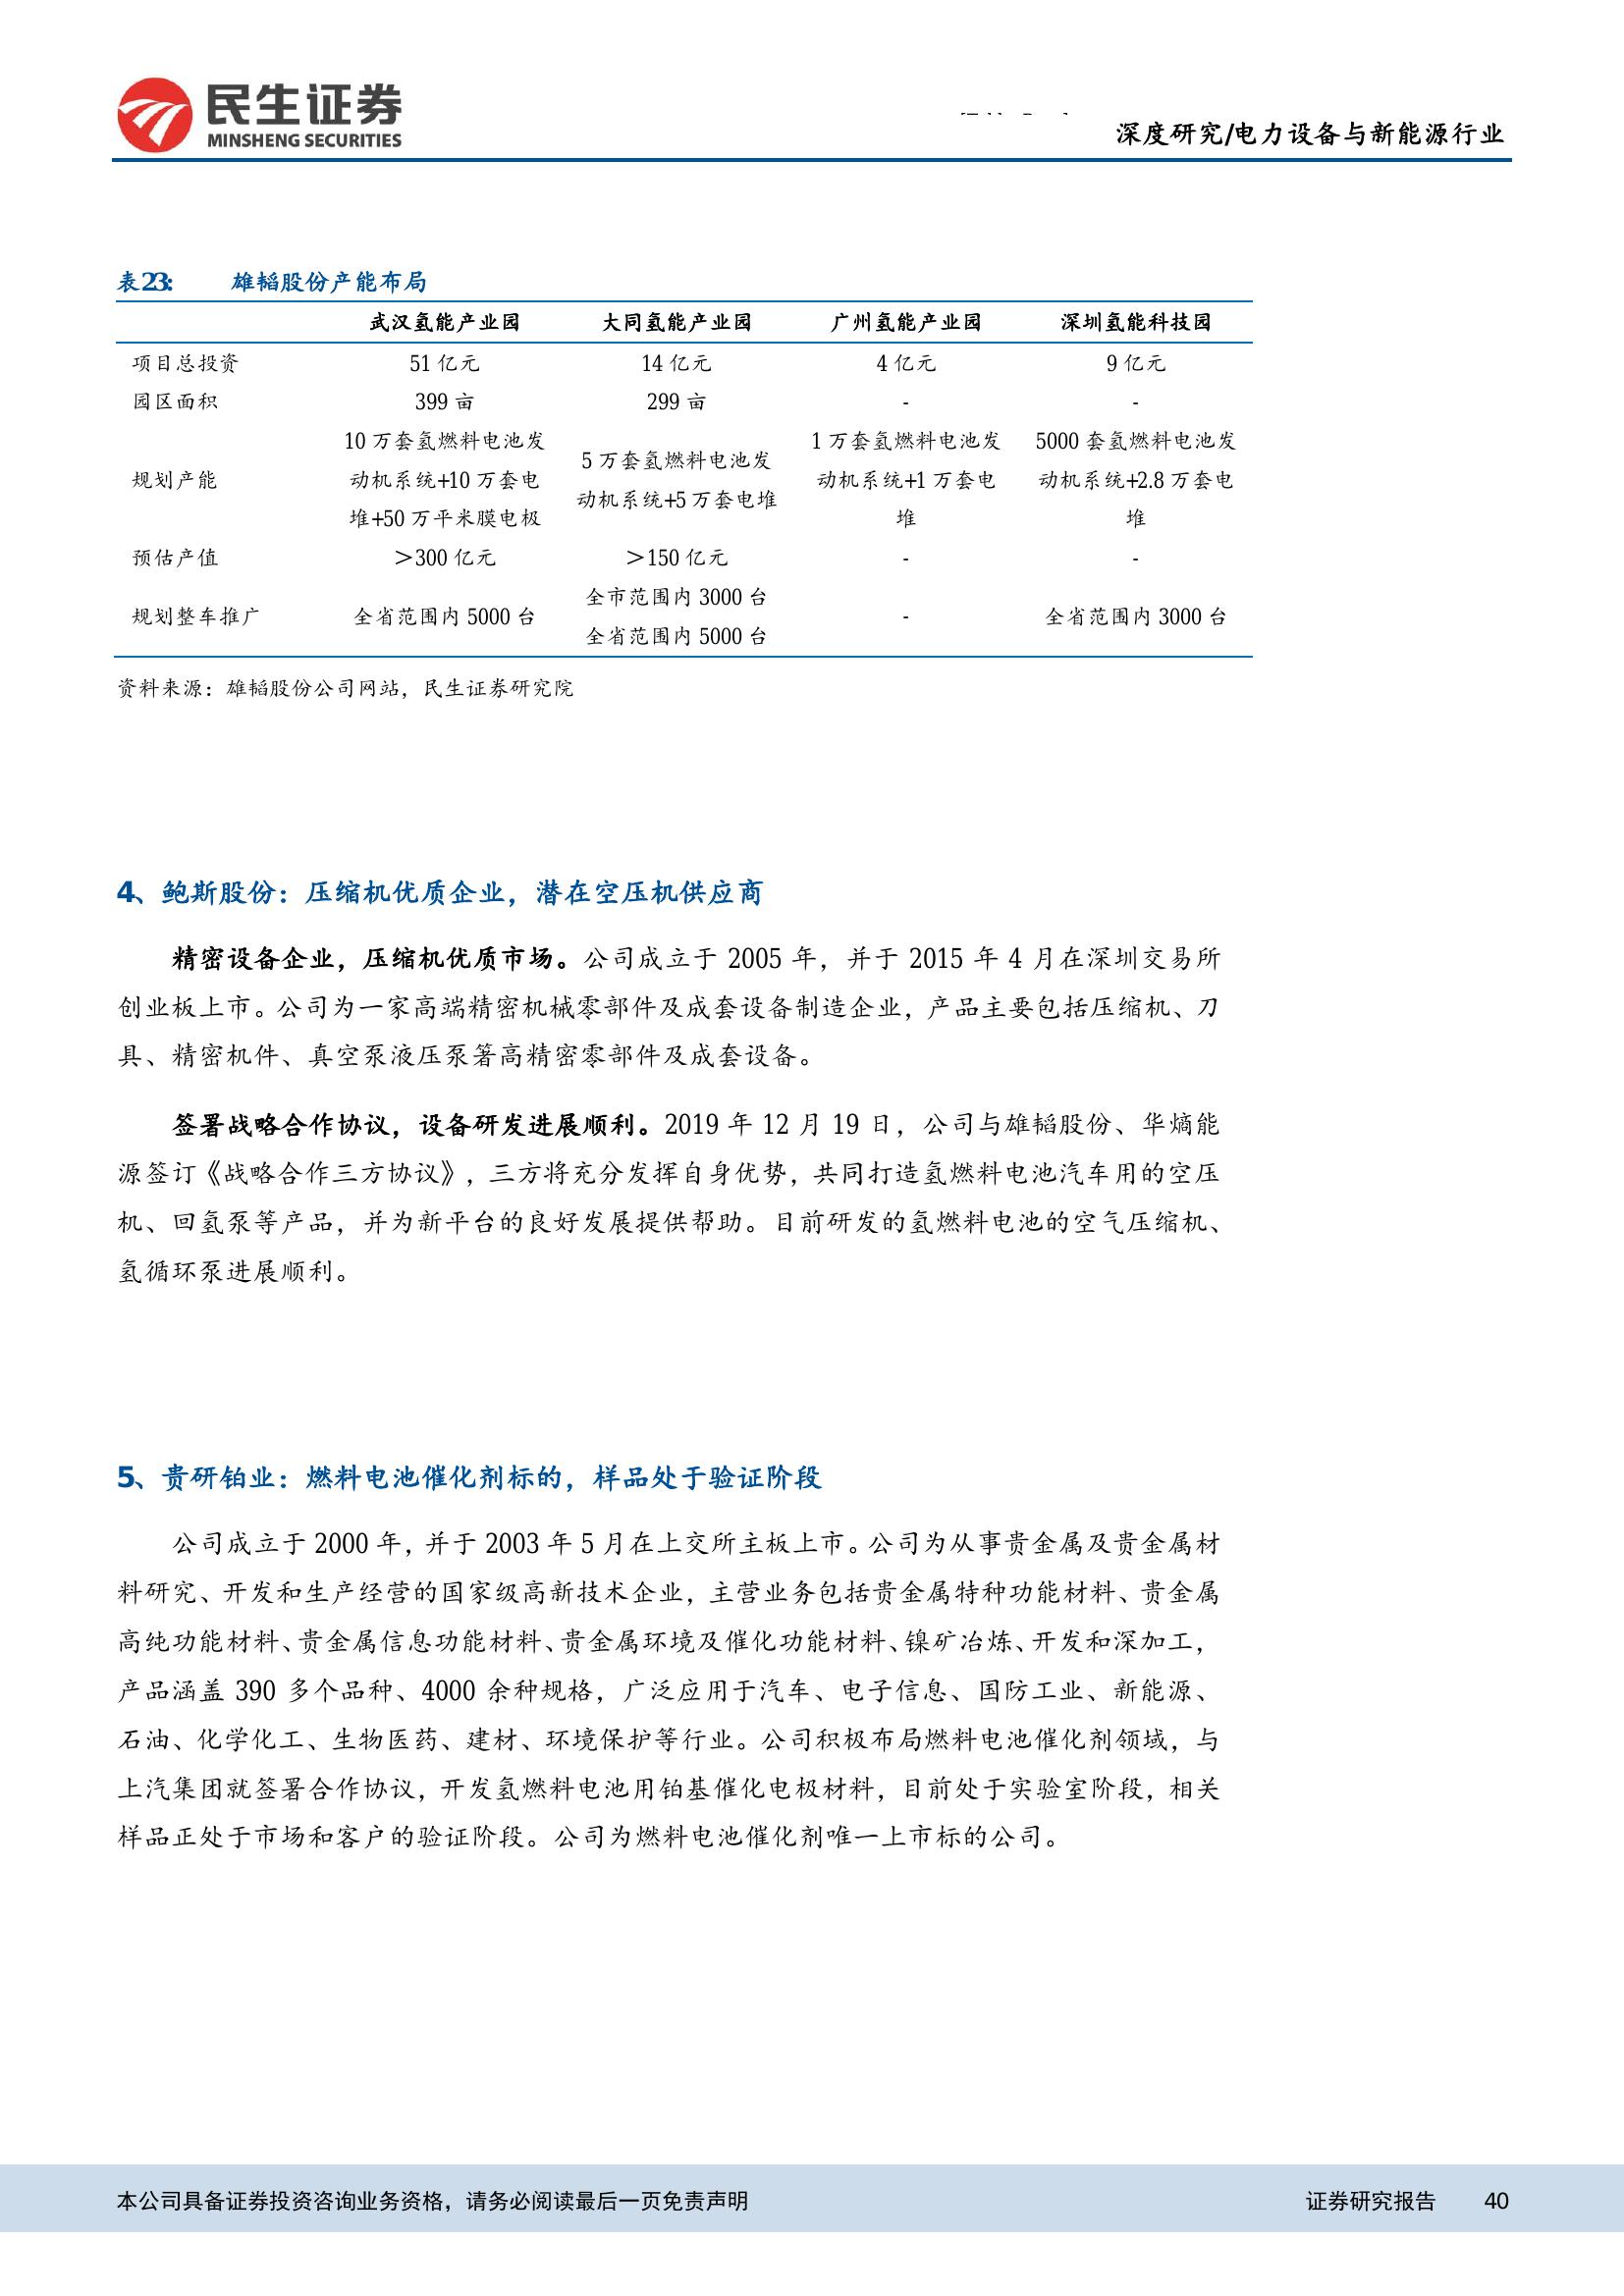 民生证券
MINSHENG SECURITIES
深度研究/电力设备与新能源行业
表23: 雄韬股份产能布局
武汉氢能产业园 大同氢能产业园 广州氢能产业园 深圳氢能科技园
项目总投资 51 亿元 14 亿元 4 亿元 9 亿元
园区面积 399 亩 299 亩 - -
规划产能 10 万套氢燃料电池发动机系统+10 万套电堆+50 万平米膜电极 5 万套氢燃料电池发动机系统+5 万套电堆 1 万套氢燃料电池发动机系统+1 万套电堆 5000 套氢燃料电池发动机系统+2.8 万套电堆
预估产值 ＞300 亿元 ＞150 亿元 - -
规划整车推广 全省范围内 5000 台 全市范围内 3000 台 全省范围内 5000 台 - 全省范围内 3000 台
资料来源：雄韬股份公司网站，民生证券研究院
4、鲍斯股份：压缩机优质企业，潜在空压机供应商
精密设备企业，压缩机优质市场。公司成立于 2005 年，并于 2015 年 4 月在深圳交易所
创业板上市。公司为一家高端精密机械零部件及成套设备制造企业，产品主要包括压缩机、刀
具、精密机件、真空泵液压泵箸高精密零部件及成套设备。
签署战略合作协议，设备研发进展顺利。2019 年 12 月 19 日，公司与雄韬股份、华熵能
源签订《战略合作三方协议》，三方将充分发挥自身优势，共同打造氢燃料电池汽车用的空压
机、回氢泵等产品，并为新平台的良好发展提供帮助。目前研发的氢燃料电池的空气压缩机、
氢循环泵进展顺利。
5、贵研铂业：燃料电池催化剂标的，样品处于验证阶段
公司成立于 2000 年，并于 2003 年 5 月在上交所主板上市。公司为从事贵金属及贵金属材
料研究、开发和生产经营的国家级高新技术企业，主营业务包括贵金属特种功能材料、贵金属
高纯功能材料、贵金属信息功能材料、贵金属环境及催化功能材料、镍矿冶炼、开发和深加工，
产品涵盖 390 多个品种、4000 余种规格，广泛应用于汽车、电子信息、国防工业、新能源、
石油、化学化工、生物医药、建材、环境保护等行业。公司积极布局燃料电池催化剂领域，与
上汽集团就签署合作协议，开发氢燃料电池用铂基催化电极材料，目前处于实验室阶段，相关
样品正处于市场和客户的验证阶段。公司为燃料电池催化剂唯一上市标的公司。
本公司具备证券投资咨询业务资格，请务必阅读最后一页免责声明 证券研究报告 40